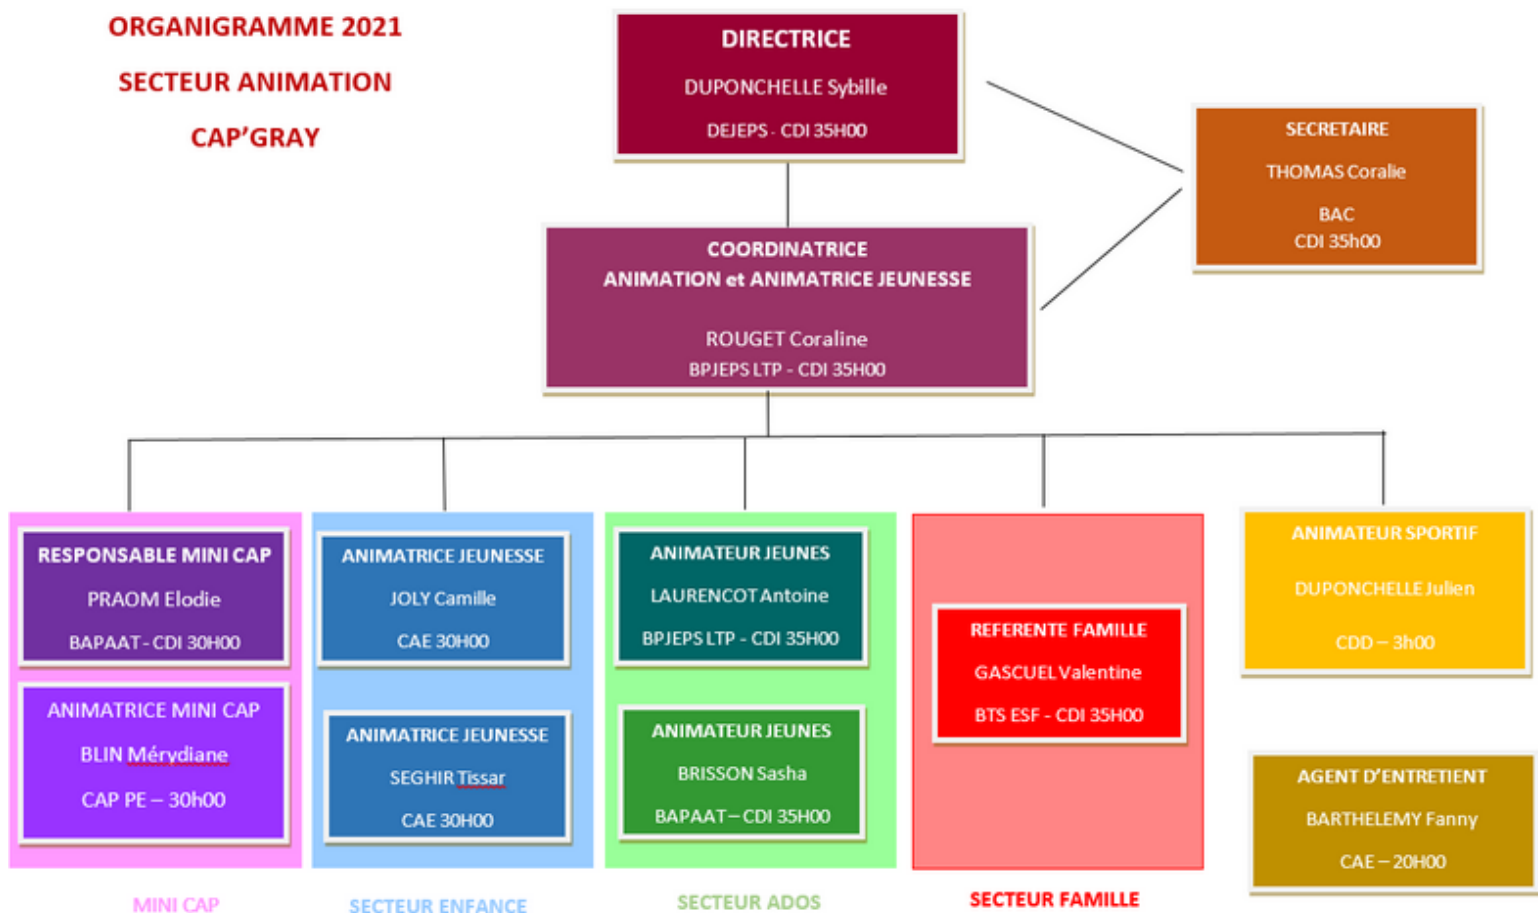 ORGANIGRAMME 2021
SECTEUR ANIMATION
CAP'GRAY
DIRECTRICE
DUPONCHELLE Sybille
DEJEPS - CDI 35H00
SECRETAIRE
THOMAS Coralie
BAC
CDI 35h00
COORDINATRICE
ANIMATION et ANIMATRICE JEUNESSE
ROUGET Coraline
BPJEPS LTP - CDI 35H00
RESPONSABLE MINI CAP
PRAOM Elodie
BAPAAT - CDI 30H00
ANIMATRICE MINI CAP
BLIN Mérydiane
CAP PE – 30h00
MINI CAP
ANIMATRICE JEUNESSE
JOLY Camille
CAE 30H00
ANIMATRICE JEUNESSE
SEGHIR Tissar
CAE 30H00
SECTEUR ENFANCE
ANIMATEUR JEUNES
LAURENCOT Antoine
BPJEPS LTP - CDI 35H00
ANIMATEUR JEUNES
BRISSON Sasha
BAPAAT – CDI 35H00
SECTEUR ADOS
REFERENTE FAMILLE
GASCUEL Valentine
BTS ESF - CDI 35H00
SECTEUR FAMILLE
ANIMATEUR SPORTIF
DUPONCHELLE Julien
CDD – 3h00
AGENT D'ENTRETIENT
BARTHELEMY Fanny
CAE – 20H00